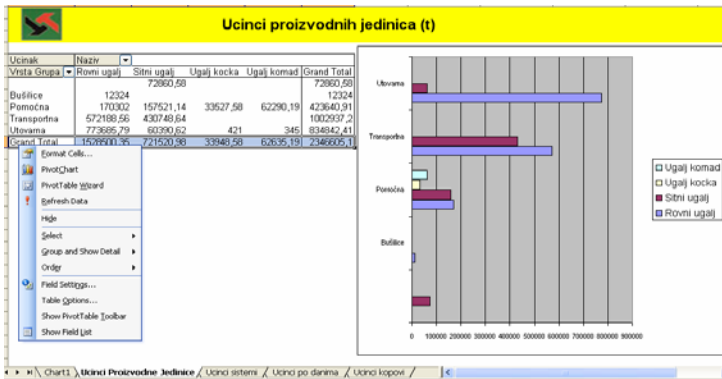 Ucinci proizvodnih jedinica (t)
Ucinak Naziv
Vrsta Grupa Rovni ugalj Sitni ugalj Ugalj kocka Ugalj komad Grand Total
72860,58 72860,58
Bušilice 12324 12324
Pomoćna 170302 157521,14 33527,58 62290,19 423640,91
Transportna 572188,56 430748,64 1002937,2
Utovarna 773685,79 60390,62 421 345 834842,41
Grand Total 1528500,35 721520,98 33948,58 62635,19 2346605,1
Format Cells...
PivotChart
PivotTable Wizard
Refresh Data
Hide
Select
Group and Show Detail
Order
Field Settings...
Table Options...
Show PivotTable Toolbar
Show Field List
Utovarna
Transportna
Pomoćna
Bušilice
0 100000 200000 300000 400000 500000 600000 700000 800000 900000
Ugalj komad
Ugalj kocka
Sitni ugalj
Rovni ugalj
Chart1 Ucinci Proizvodne Jedinice Ucinci sistemi Ucinci po danima Ucinci kopovi